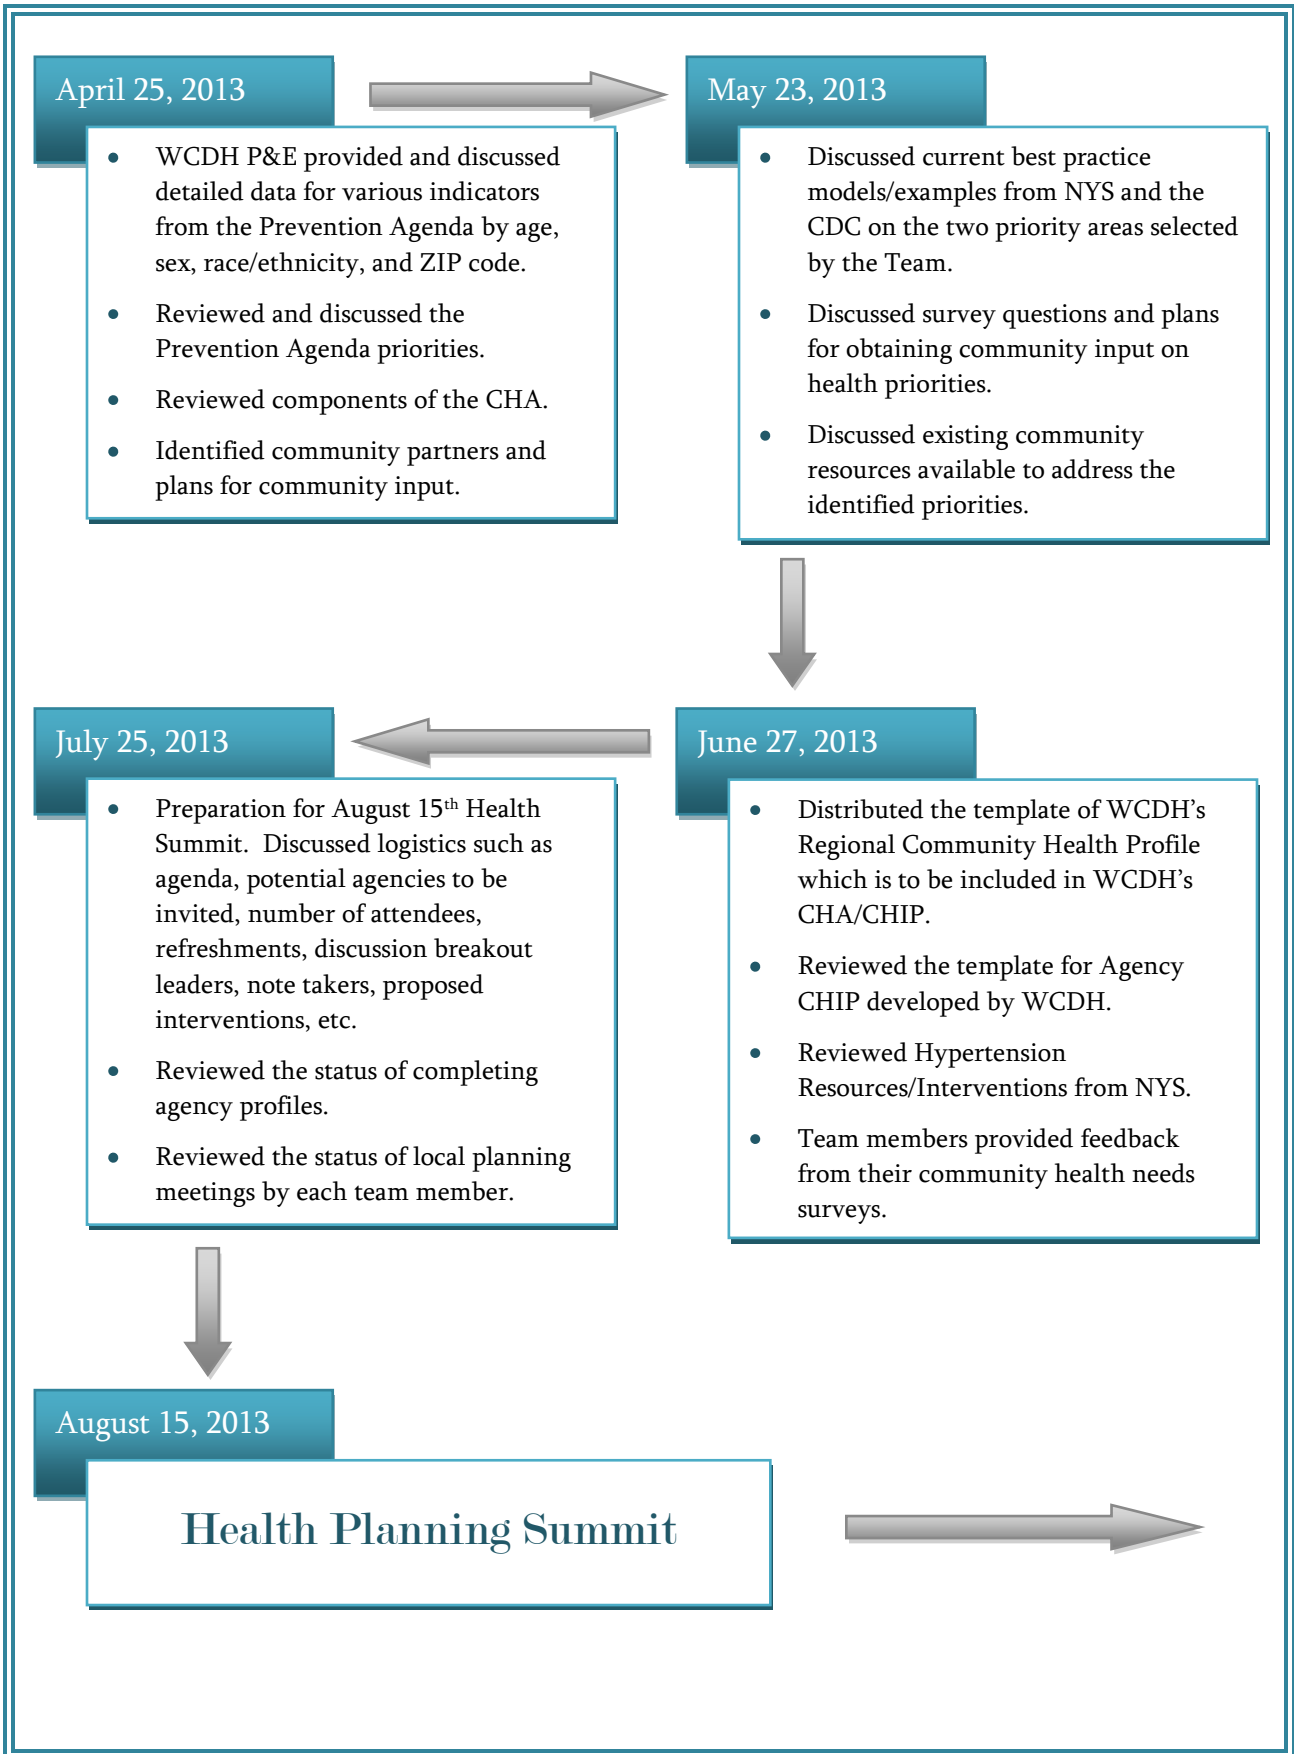 April 25, 2013
• WCDH P&E provided and discussed
detailed data for various indicators
from the Prevention Agenda by age,
sex, race/ethnicity, and ZIP code.
• Reviewed and discussed the
Prevention Agenda priorities.
• Reviewed components of the CHA.
• Identified community partners and
plans for community input.
May 23, 2013
• Discussed current best practice
models/examples from NYS and the
CDC on the two priority areas selected
by the Team.
• Discussed survey questions and plans
for obtaining community input on
health priorities.
• Discussed existing community
resources available to address the
identified priorities.
June 27, 2013
• Distributed the template of WCDH’s
Regional Community Health Profile
which is to be included in WCDH’s
CHA/CHIP.
• Reviewed the template for Agency
CHIP developed by WCDH.
• Reviewed Hypertension
Resources/Interventions from NYS.
• Team members provided feedback
from their community health needs
surveys.
July 25, 2013
• Preparation for August 15th Health
Summit.  Discussed logistics such as
agenda, potential agencies to be
invited, number of attendees,
refreshments, discussion breakout
leaders, note takers, proposed
interventions, etc.
• Reviewed the status of completing
agency profiles.
• Reviewed the status of local planning
meetings by each team member.
August 15, 2013
Health Planning Summit